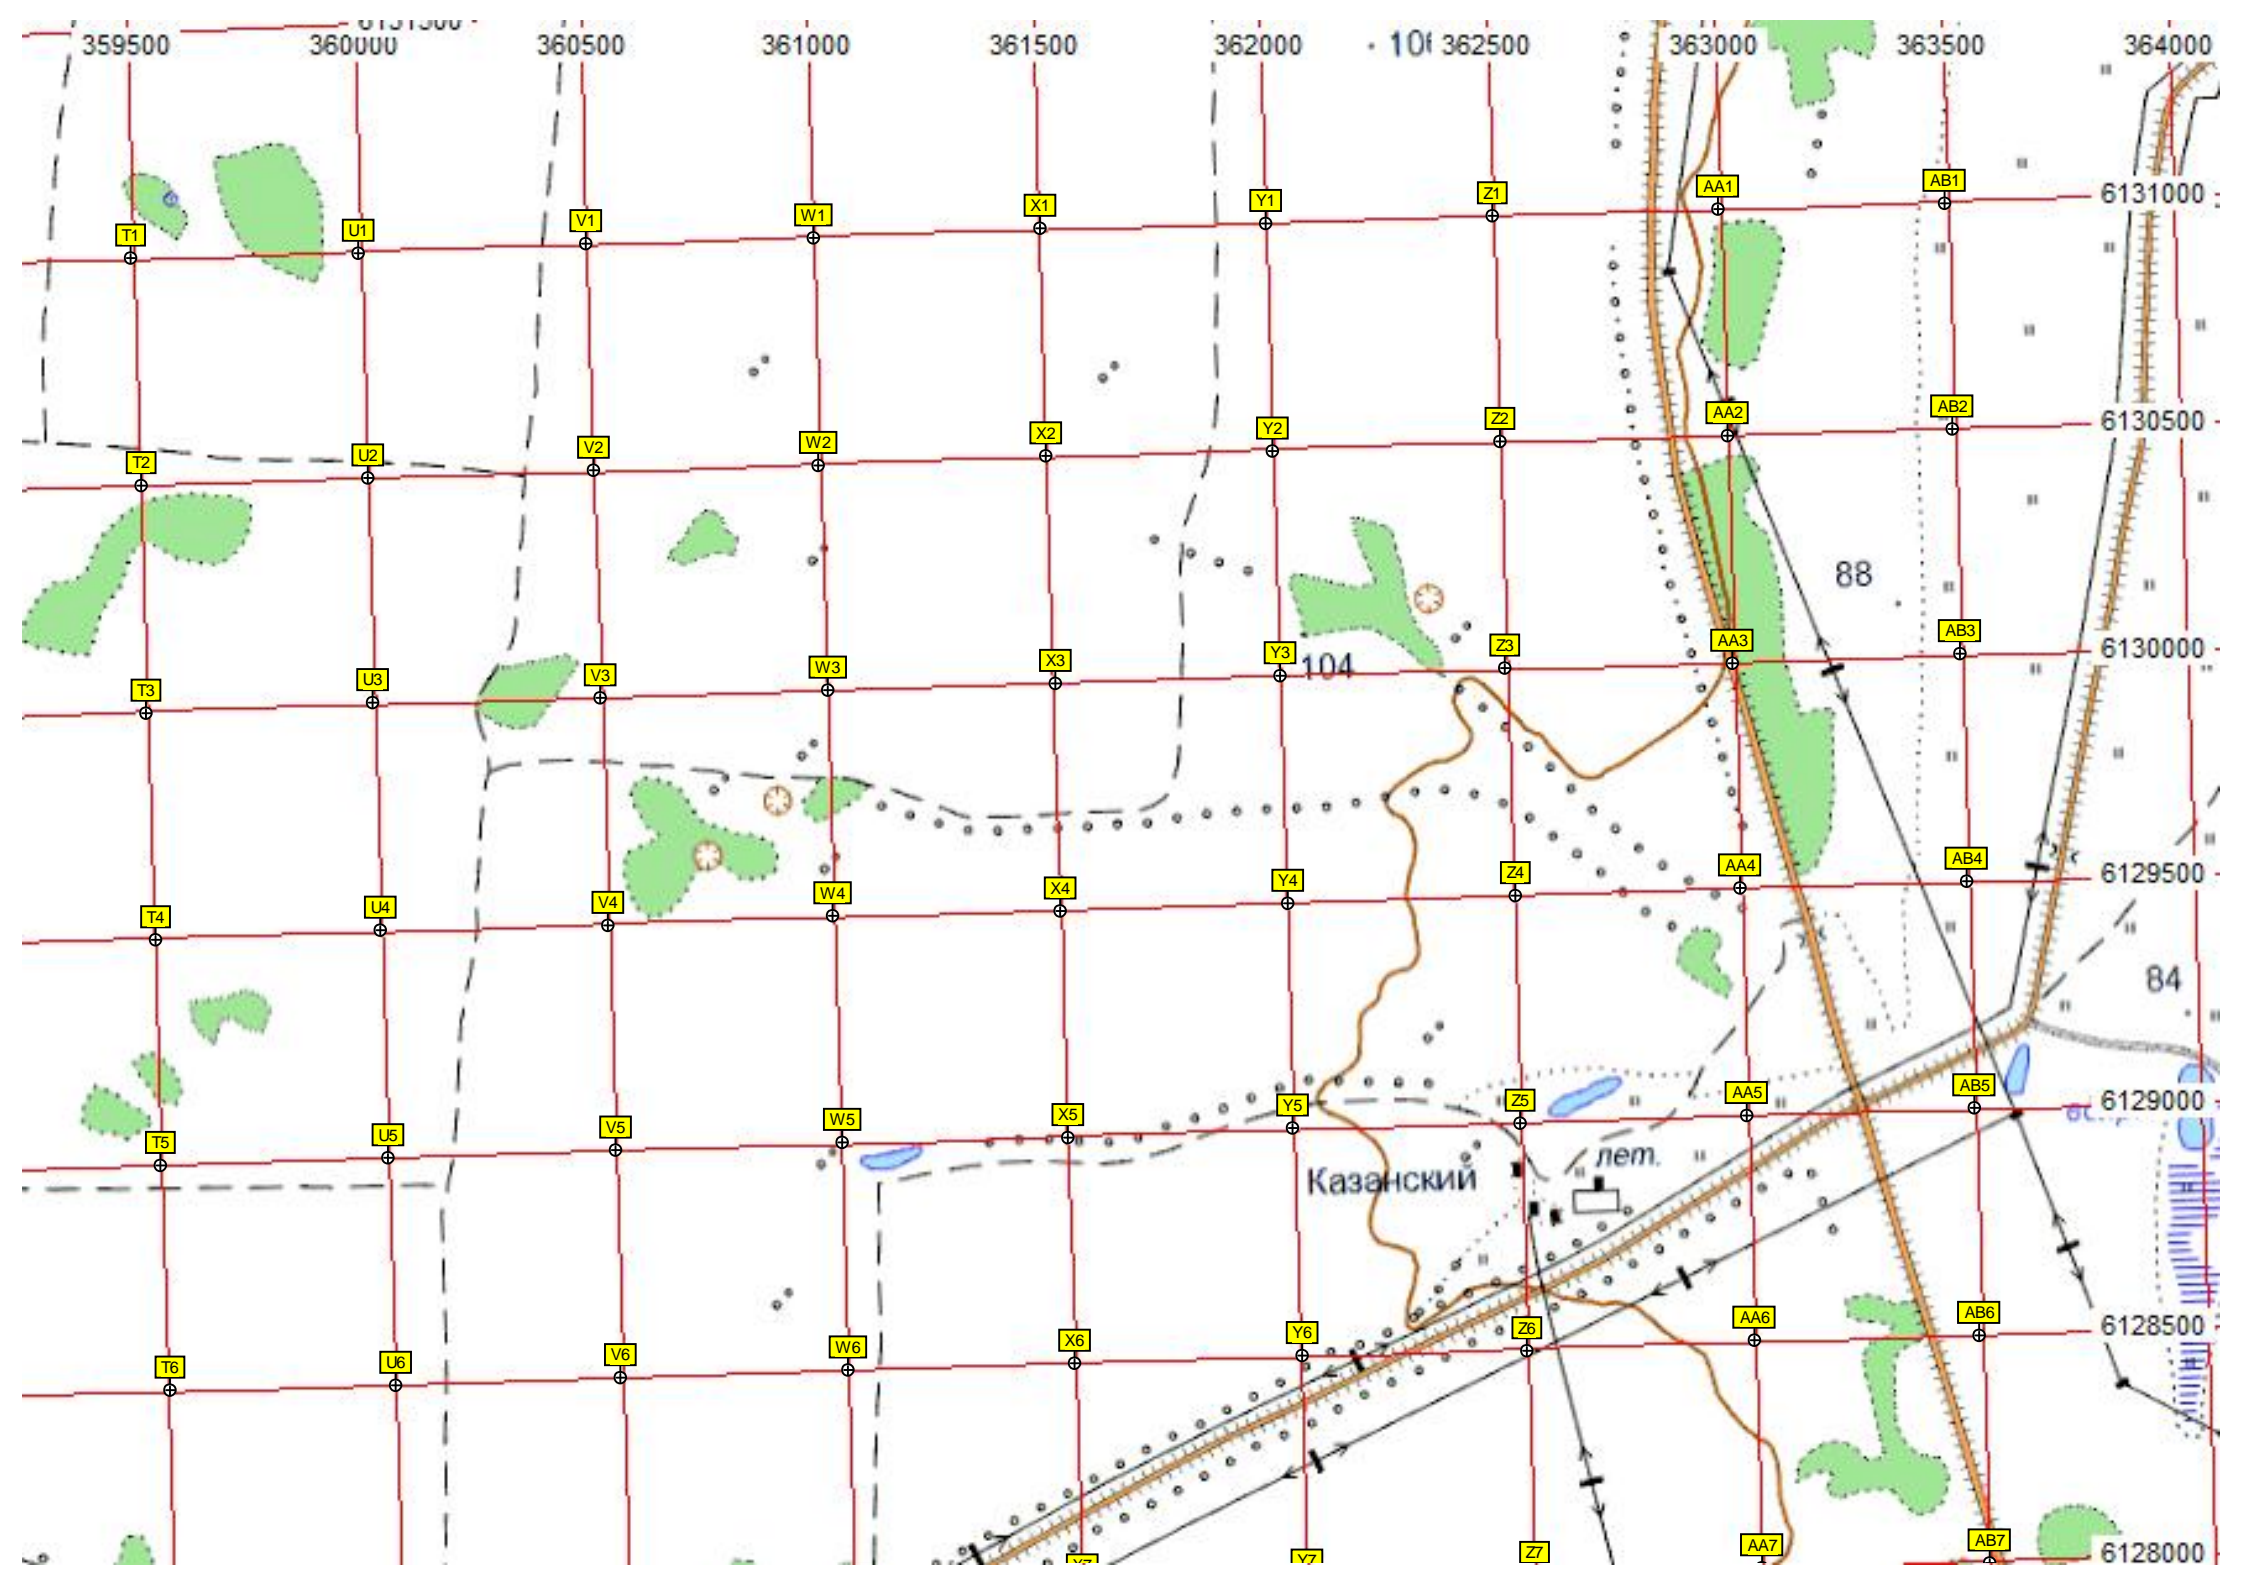 359500 360000 360500 361000 361500 362000 362500 363000 363500 364000
T1 U1 V1 W1 X1 Y1 Z1 AA1 AB1 6131000
T2 U2 V2 W2 X2 Y2 Z2 AA2 AB2 6130500
88
T3 U3 V3 W3 X3 Y3 104 Z3 AA3 AB3 6130000
T4 U4 V4 W4 X4 Y4 Z4 AA4 AB4 6129500
84
T5 U5 V5 W5 X5 Y5 Z5 AA5 AB5 6129000
лет.
Казанский
T6 U6 V6 W6 X6 Y6 Z6 AA6 AB6 6128500
Y7 Z7 AA7 AB7 6128000